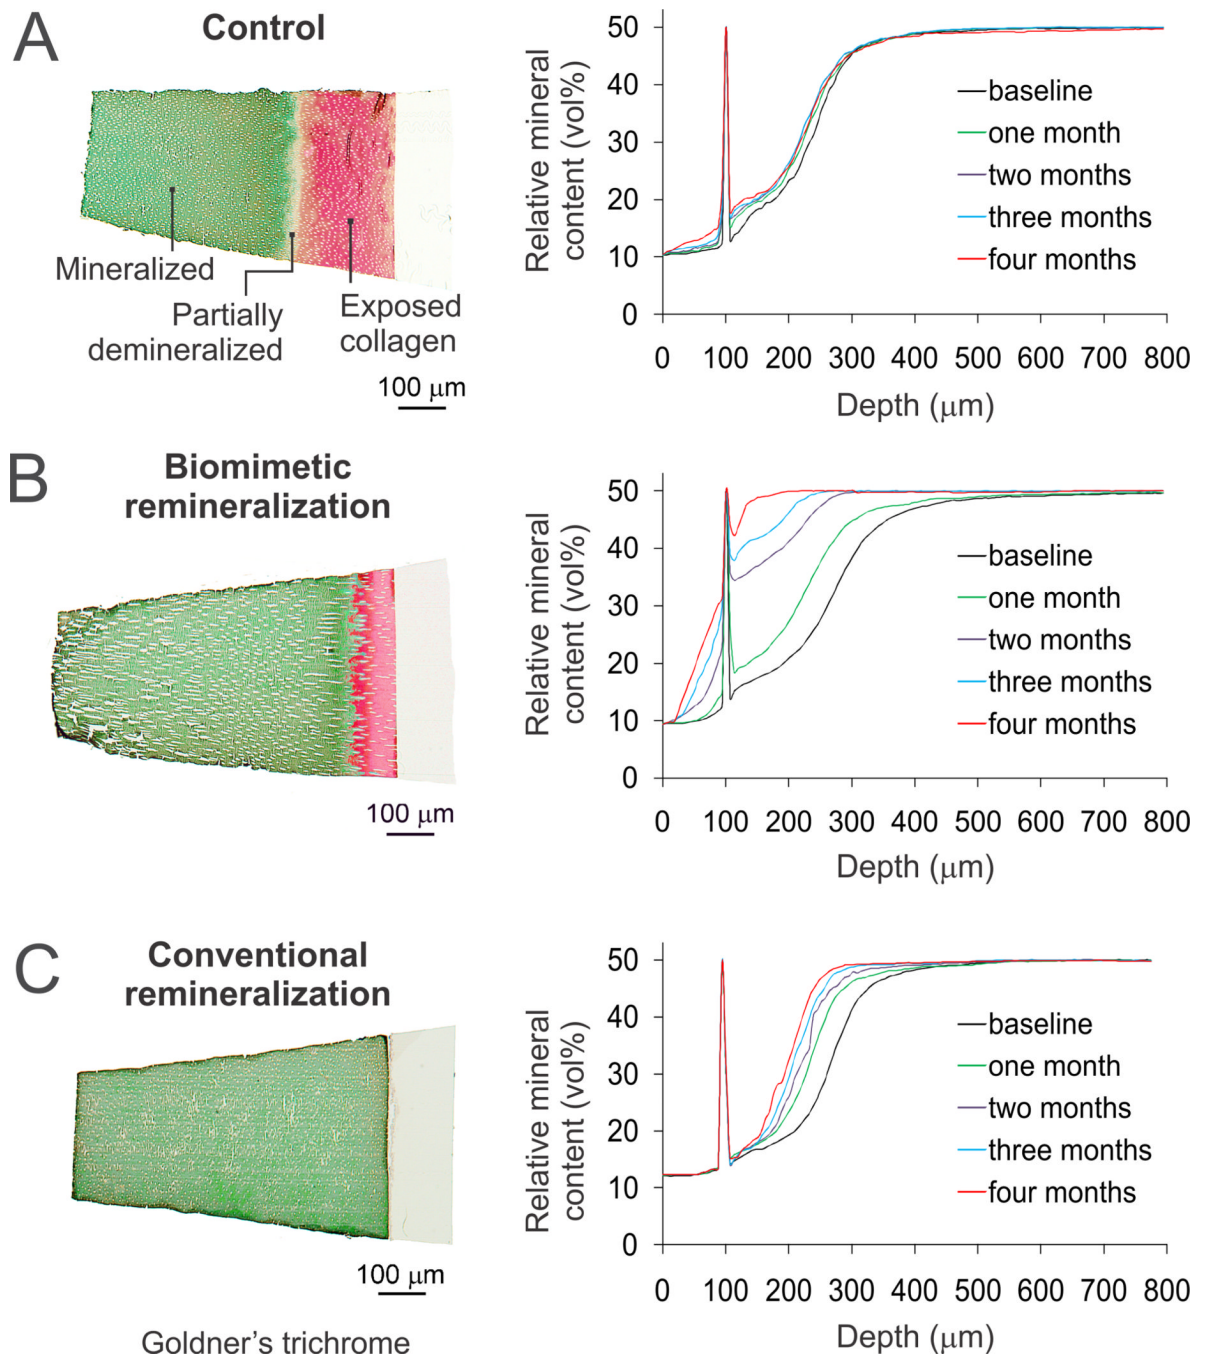 A
Control
Mineralized
Partially
demineralized
Exposed
collagen
100 μm
Relative mineral
content (vol%)
50
40
30
20
10
0
baseline
one month
two months
three months
four months
0 100 200 300 400 500 600 700 800
Depth (μm)
B
Biomimetic
remineralization
100 μm
Relative mineral
content (vol%)
50
40
30
20
10
0
baseline
one month
two months
three months
four months
0 100 200 300 400 500 600 700 800
Depth (μm)
C
Conventional
remineralization
100 μm
Goldner's trichrome
Relative mineral
content (vol%)
50
40
30
20
10
0
baseline
one month
two months
three months
four months
0 100 200 300 400 500 600 700 800
Depth (μm)